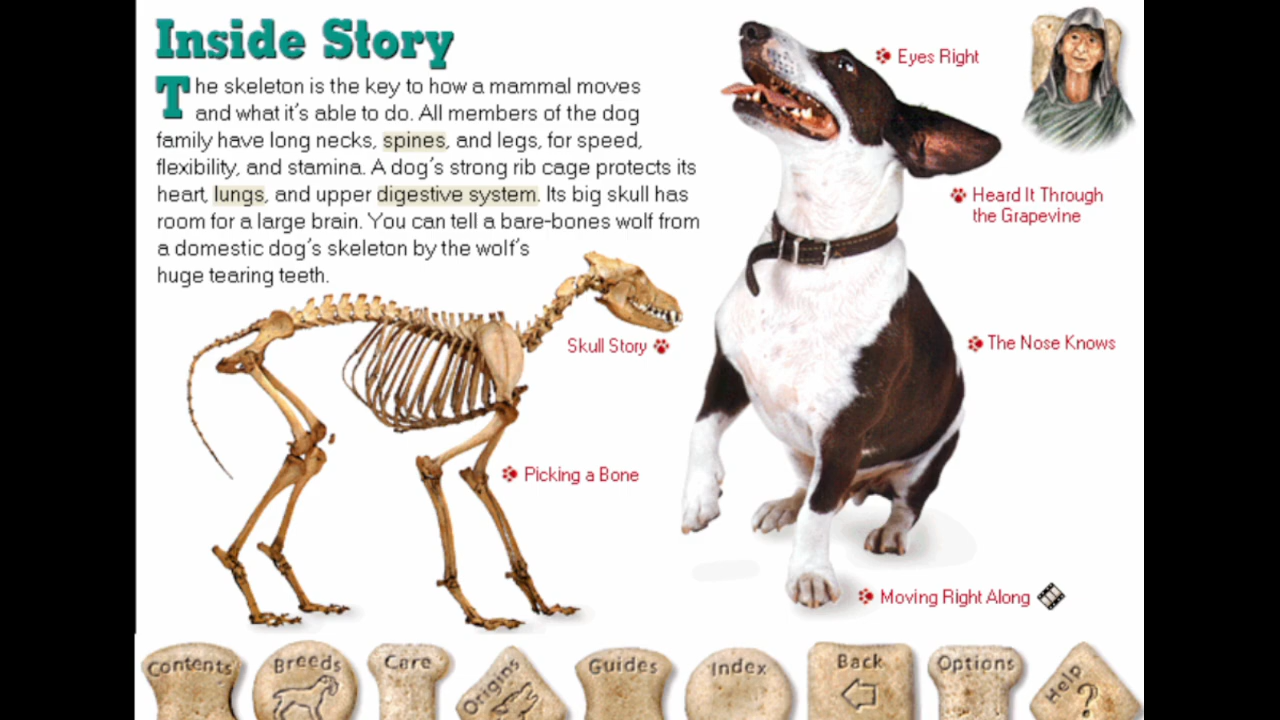 Inside Story
The skeleton is the key to how a mammal moves
and what it's able to do. All members of the dog
family have long necks, spines, and legs, for speed,
flexibility, and stamina. A dog's strong rib cage protects its
heart, lungs, and upper digestive system. Its big skull has
room for a large brain. You can tell a bare-bones wolf from
a domestic dog's skeleton by the wolf's
huge tearing teeth.
Eyes Right
Heard It Through
the Grapevine
Skull Story
The Nose Knows
Picking a Bone
Moving Right Along
Contents
Breeds
Care
Origins
Guides
Index
Back
Options
Help
?